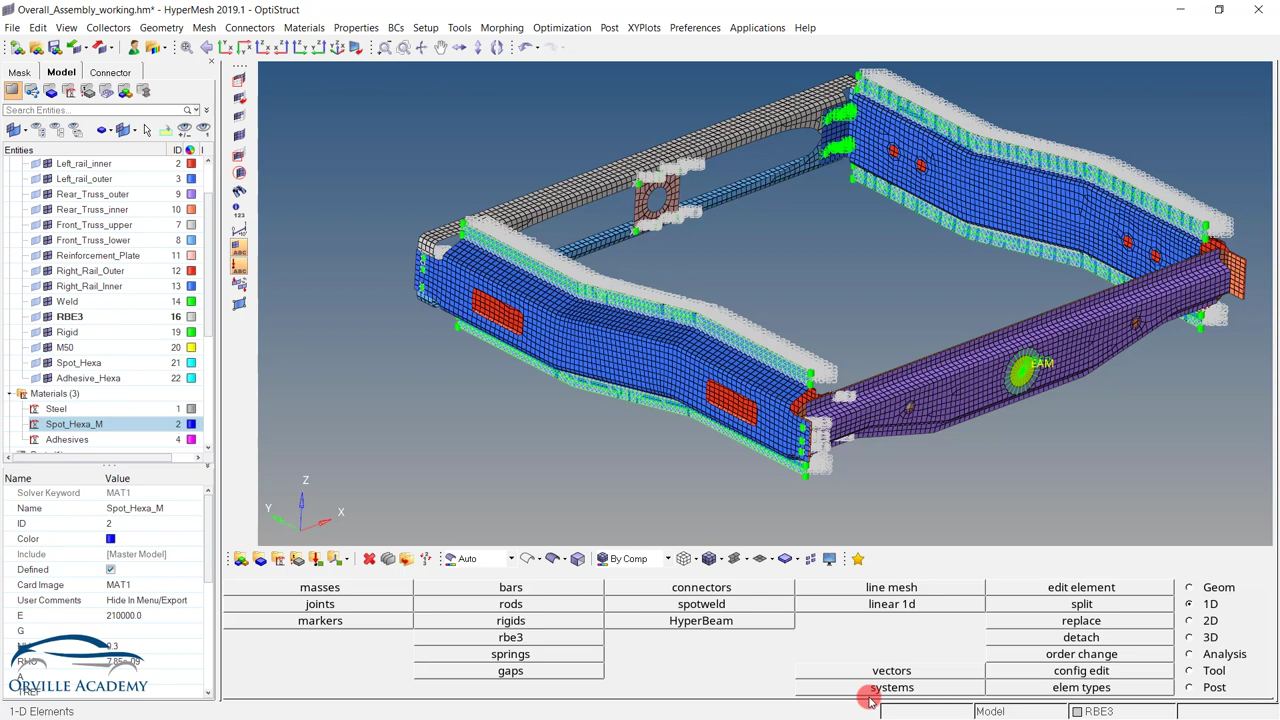 Overall_Assembly_working.hm* - HyperMesh 2019.1 - OptiStruct
File Edit View Collectors Geometry Mesh Connectors Materials Properties BCs Setup Tools Morphing Optimization Post XYPlots Preferences Applications Help
Mask Model Connector
Search Entities...
Entities ID I
Left_rail_inner 2
Left_rail_outer 3
Rear_Truss_outer 9
Rear_Truss_inner 10
Front_Truss_upper 7
Front_Truss_lower 8
Reinforcement_Plate 11
Right_Rail_Outer 12
Right_Rail_Inner 13
Weld 14
RBE3 16
Rigid 19
M50 20
Spot_Hexa 21
Adhesive_Hexa 22
Materials (3)
Steel 1
Spot_Hexa_M 2
Adhesives 4
Name Value
Solver Keyword MAT1
Name Spot_Hexa_M
ID 2
Color
Include [Master Model]
Defined
Card Image MAT1
User Comments Hide In Menu/Export
E 210000.0
G
0.3
A
ORVILLE ACADEMY
1-D Elements
EAM
123
ABC
ABC
Z
Y X
Auto By Comp
masses bars connectors line mesh edit element Geom
joints rods spotweld linear 1d split 1D
markers rigids HyperBeam replace 2D
rbe3 detach 3D
springs order change Analysis
gaps vectors config edit Tool
systems elem types Post
Model RBE3